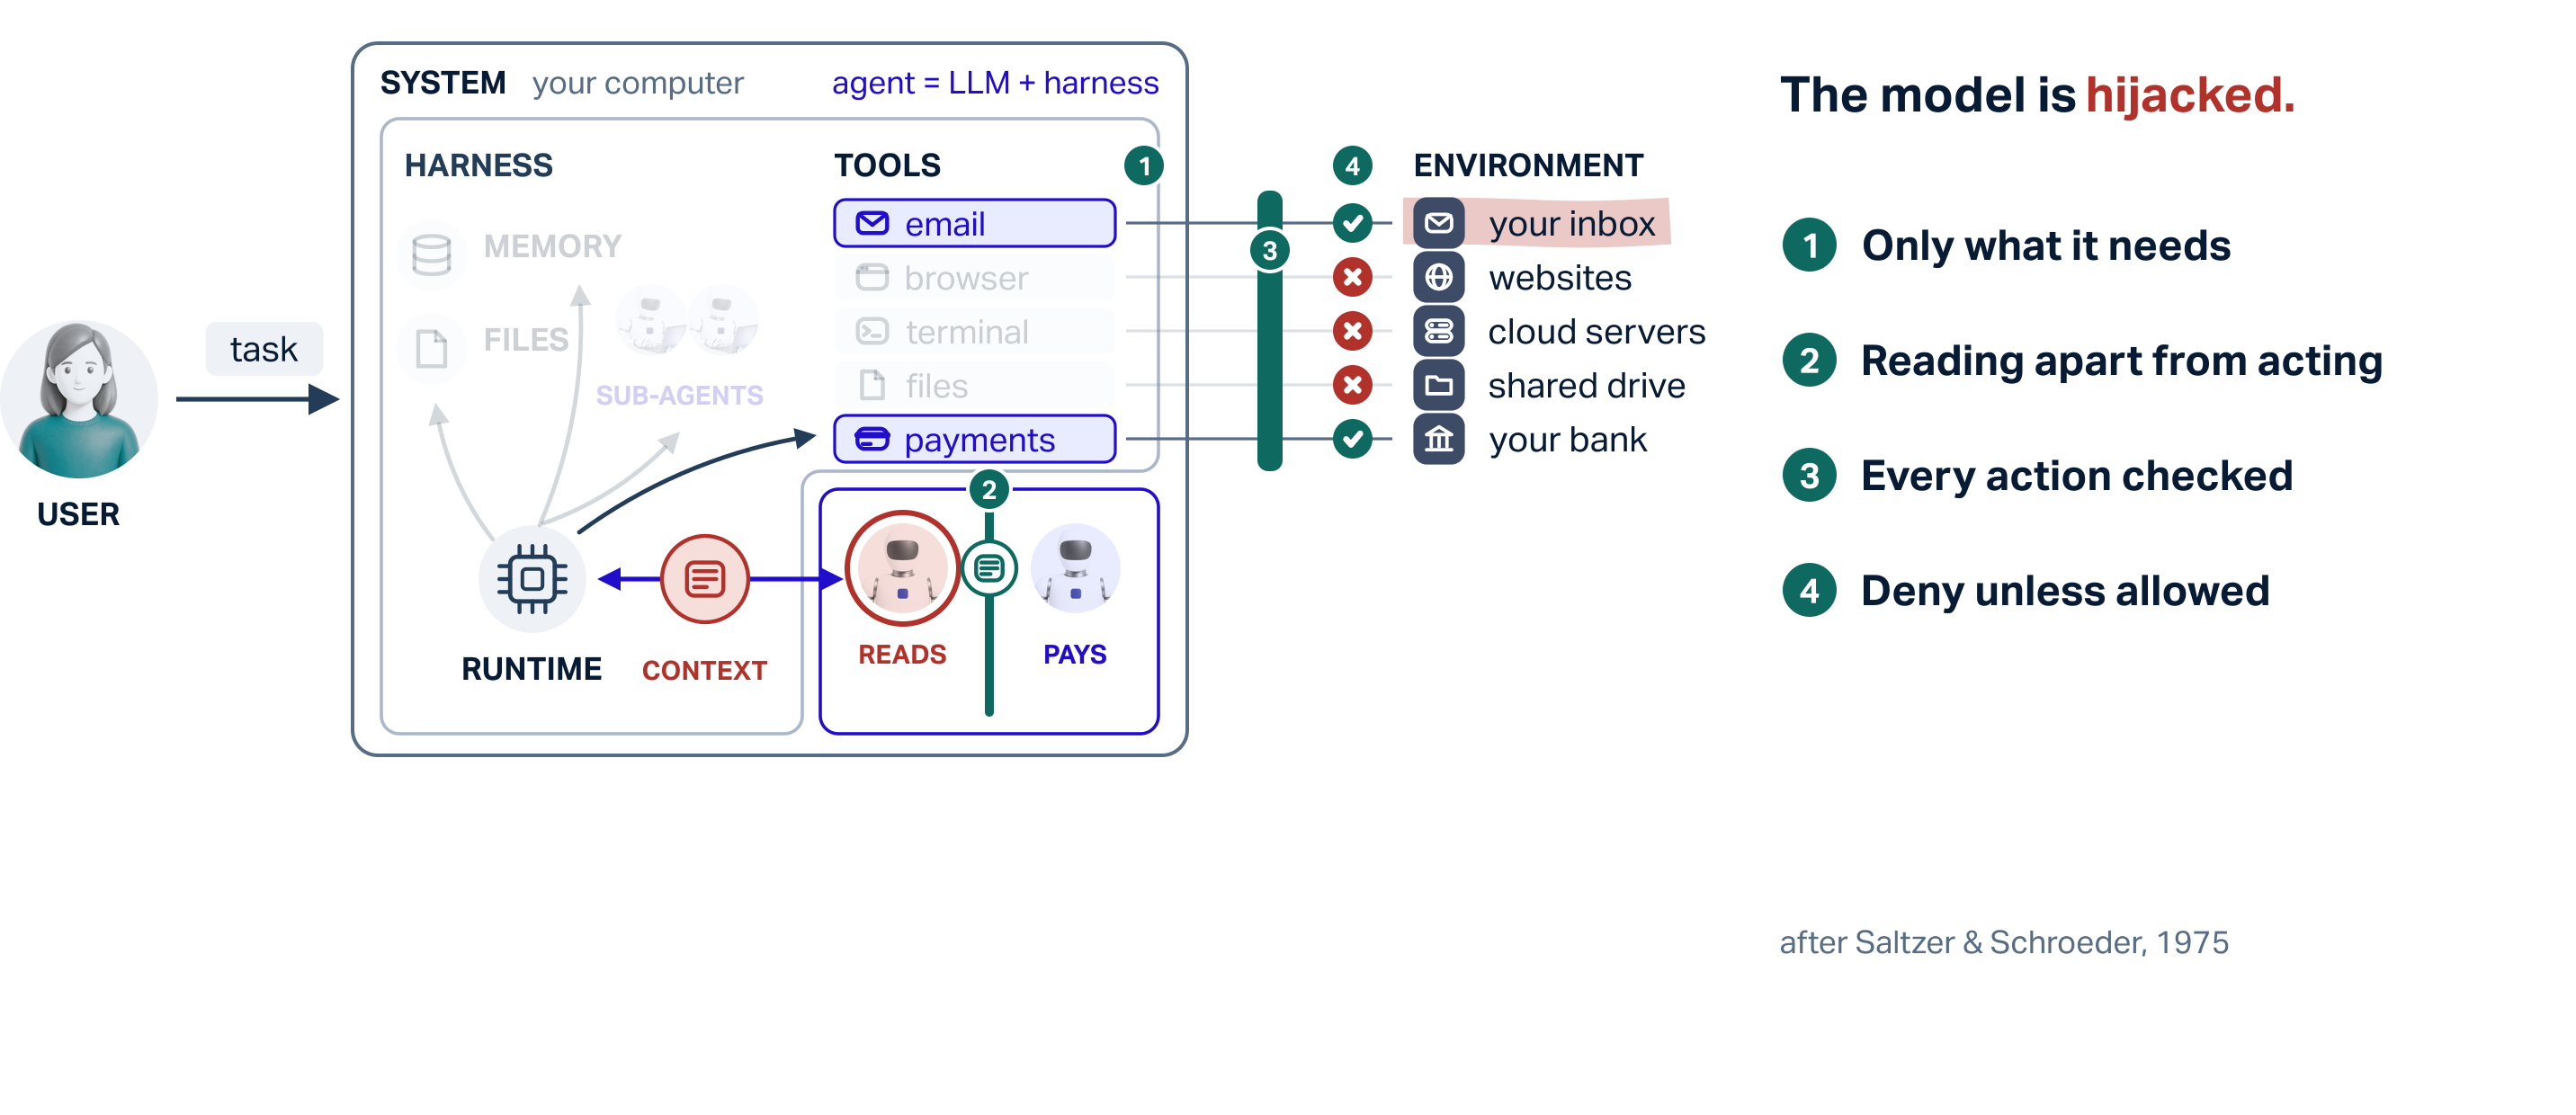 SYSTEM your computer agent = LLM + harness
HARNESS
MEMORY
FILES
SUB-AGENTS
TOOLS
1
email
browser
terminal
files
payments
3
4
ENVIRONMENT
your inbox
websites
cloud servers
shared drive
your bank
task
USER
RUNTIME
CONTEXT
2
READS
PAYS
The model is hijacked.
1 Only what it needs
2 Reading apart from acting
3 Every action checked
4 Deny unless allowed
after Saltzer & Schroeder, 1975